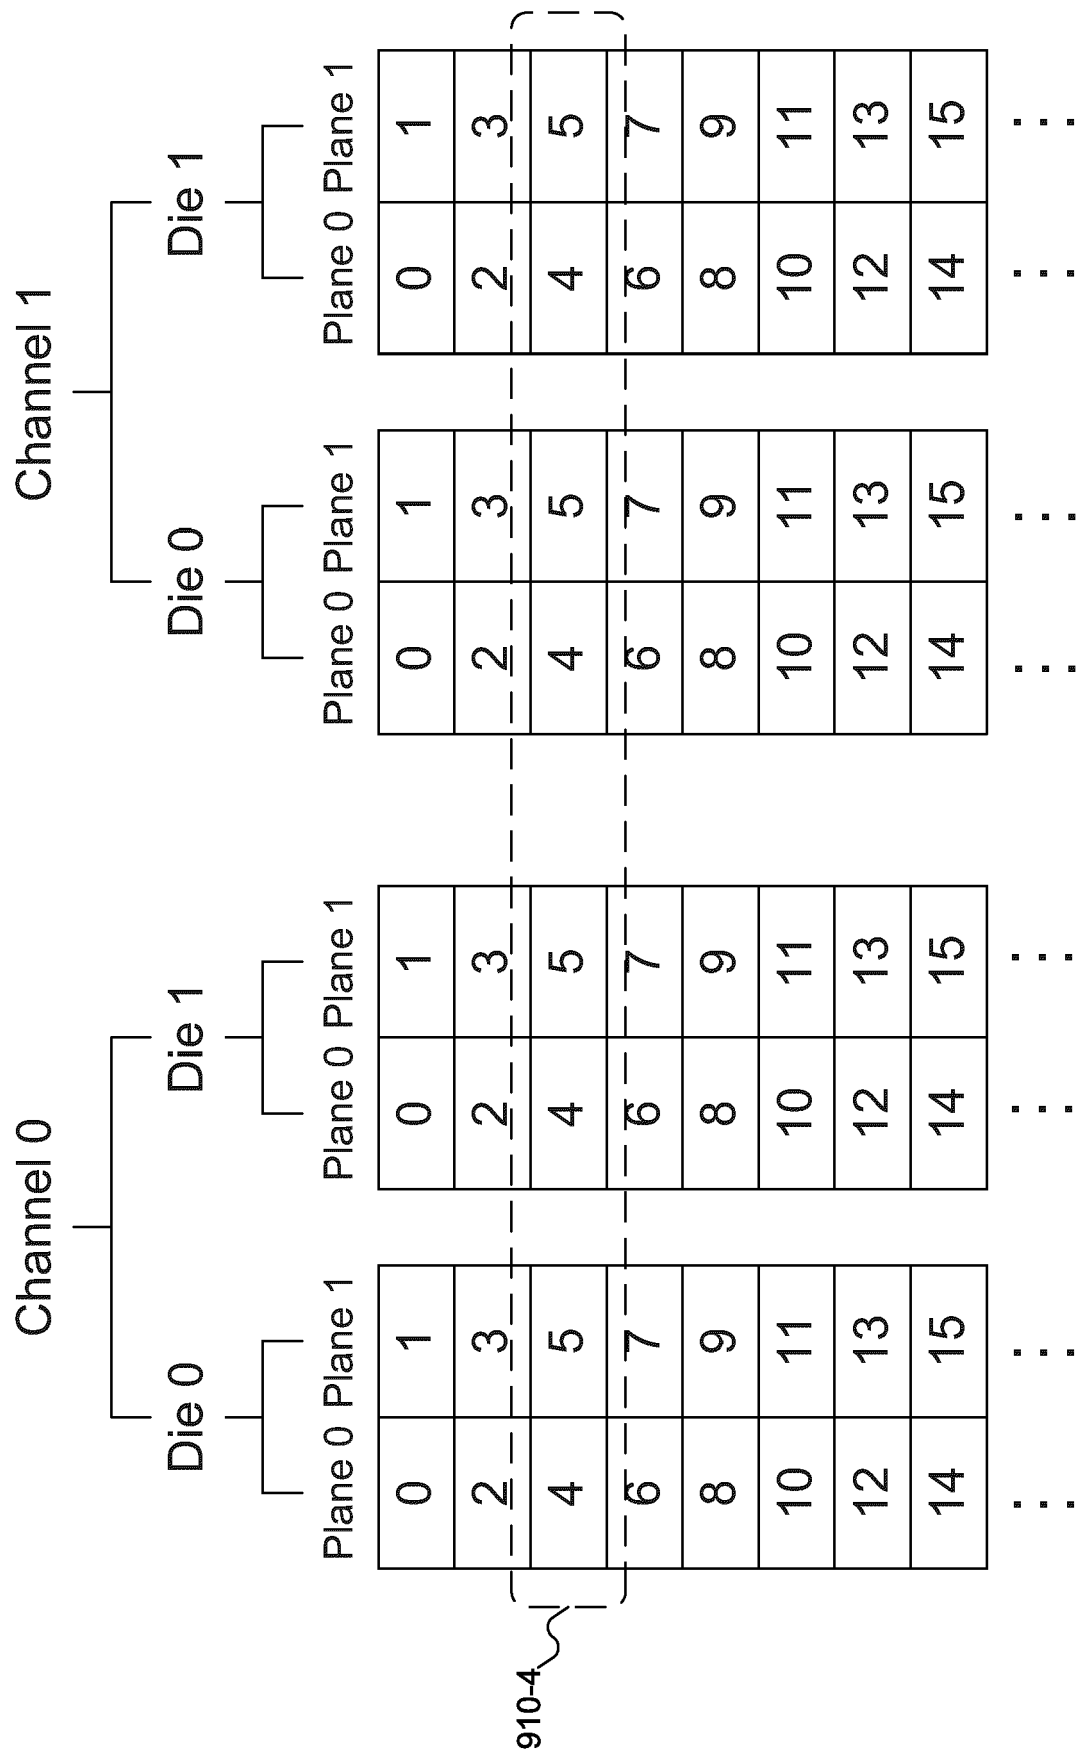 Channel 0 Channel 1
Die 0 Die 1 Die 0 Die 1
Plane 0 Plane 1 Plane 0 Plane 1 Plane 0 Plane 1 Plane 0 Plane 1
0 1 0 1 0 1 0 1
2 3 2 3 2 3 2 3
910-4
4 5 4 5 4 5 4 5
6 7 6 7 6 7 6 7
8 9 8 9 8 9 8 9
10 11 10 11 10 11 10 11
12 13 12 13 12 13 12 13
14 15 14 15 14 15 14 15
... ... ... ... ... ... ... ...